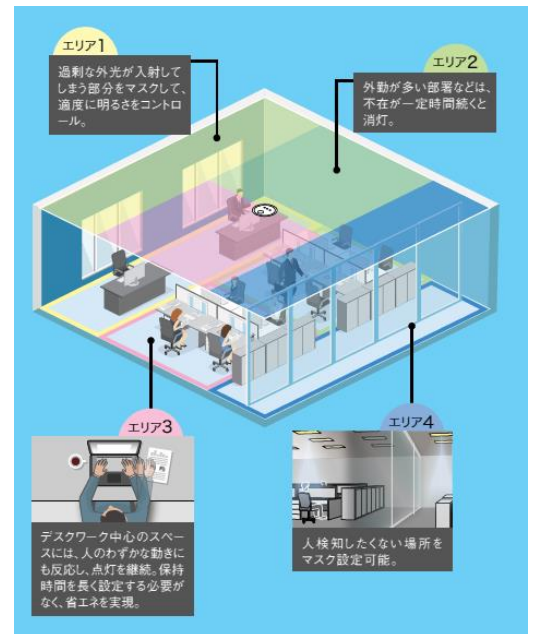 エリア1
過剰な外光が入射して
しまう部分をマスクして、
適度に明るさをコントロ
ール。
エリア2
外勤が多い部署などは、
不在が一定時間続くと
消灯。
エリア3
デスクワーク中心のスペー
スには、人のわずかな動きに
も反応し、点灯を継続。保持
時間を長く設定する必要が
なく、省エネを実現。
エリア4
人検知したくない場所を
マスク設定可能。